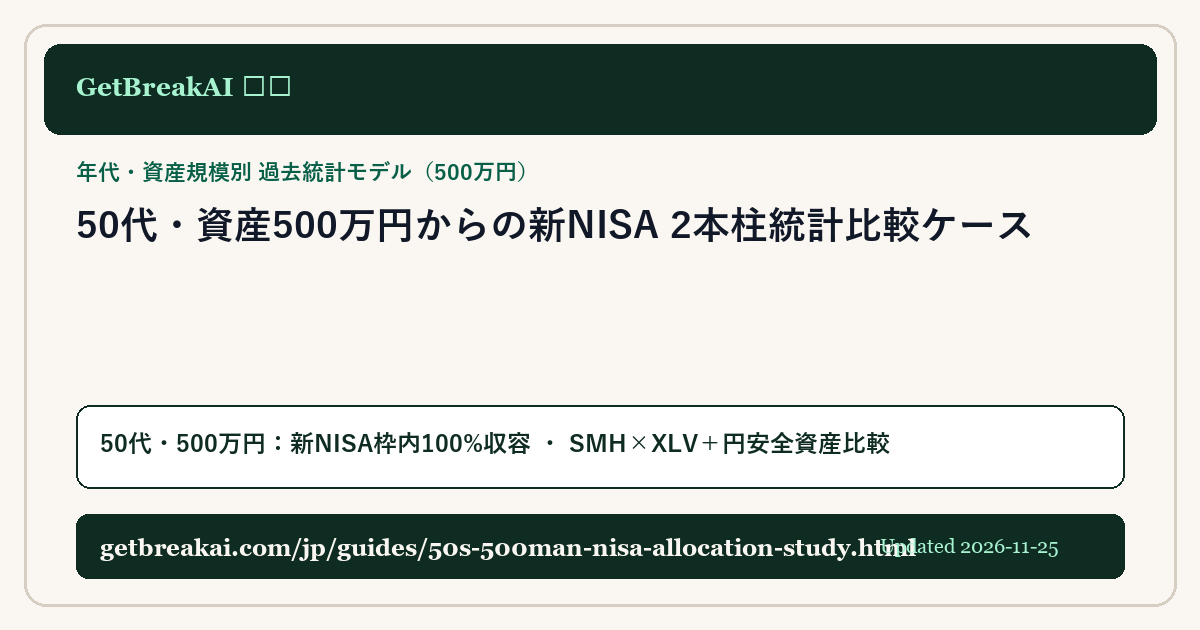 GetBreakAI □□
年代・資産規模別 過去統計モデル（500万円）
50代・資産500万円からの新NISA 2本柱統計比較ケース
50代・500万円：新NISA枠内100%収容 ・ SMH×XLV＋円安全資産比較
getbreakai.com/jp/guides/50s-500man-nisa-allocation-study.html
Updated 2026-11-25